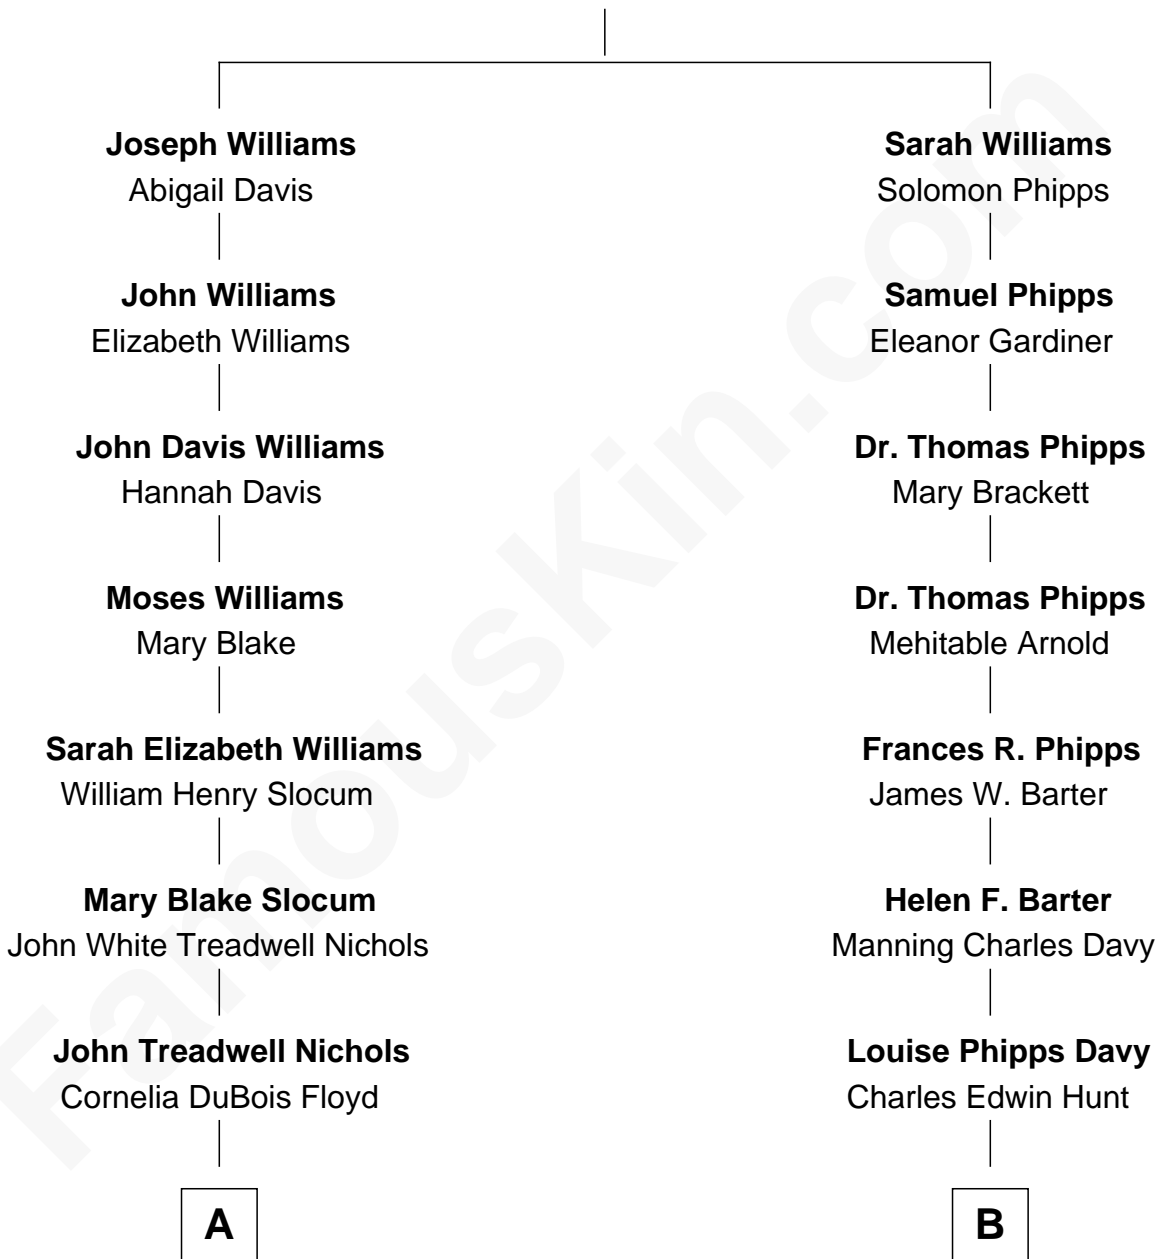 Joseph Williams
Abigail Davis
John Williams
Elizabeth Williams
John Davis Williams
Hannah Davis
Moses Williams
Mary Blake
Sarah Elizabeth Williams
William Henry Slocum
Mary Blake Slocum
John White Treadwell Nichols
John Treadwell Nichols
Cornelia DuBois Floyd
A
Sarah Williams
Solomon Phipps
Samuel Phipps
Eleanor Gardiner
Dr. Thomas Phipps
Mary Brackett
Dr. Thomas Phipps
Mehitable Arnold
Frances R. Phipps
James W. Barter
Helen F. Barter
Manning Charles Davy
Louise Phipps Davy
Charles Edwin Hunt
B
FamousKin.com